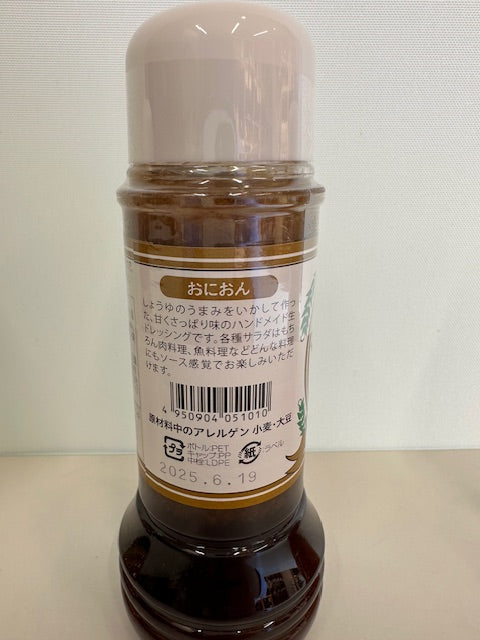 おにおん
しょうゆのうまみをいかして作っ
た、甘くさっぱり味のハンドメイド生
ドレッシングです。各種サラダはもち
ろん肉料理、魚料理などどんな料理
にもソース感覚でお楽しみいただ
けます。
4 950904 051010
原材料中のアレルゲン 小麦・大豆
プラ
ボトル:PET
キャップ:PP
中栓:LDPE
紙
:ラベル
2025.6.19